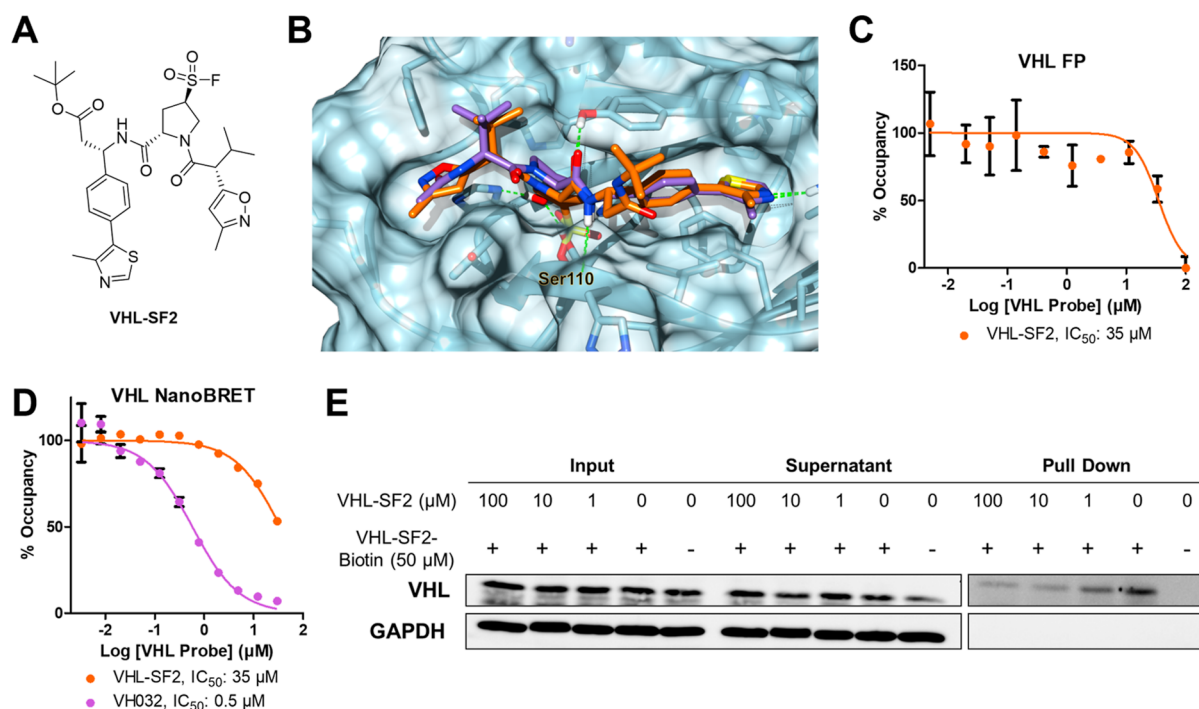 A
B
C
O
O
S
F
O
O
H
N
O
N
O
O
N
S
N
VHL-SF2
Ser110
VHL FP
% Occupancy
150
100
50
0
-2
-1
0
1
2
Log [VHL Probe] (µM)
VHL-SF2, IC50: 35 µM
D
E
VHL NanoBRET
% Occupancy
100
50
0
-2
-1
0
1
2
Log [VHL Probe] (µM)
VHL-SF2, IC50: 35 µM
VH032, IC50: 0.5 µM
Input Supernatant Pull Down
VHL-SF2 (µM) 100 10 1 0 0 100 10 1 0 0 100 10 1 0 0
VHL-SF2-
Biotin (50 µM) + + + + - + + + + - + + + + -
VHL
GAPDH